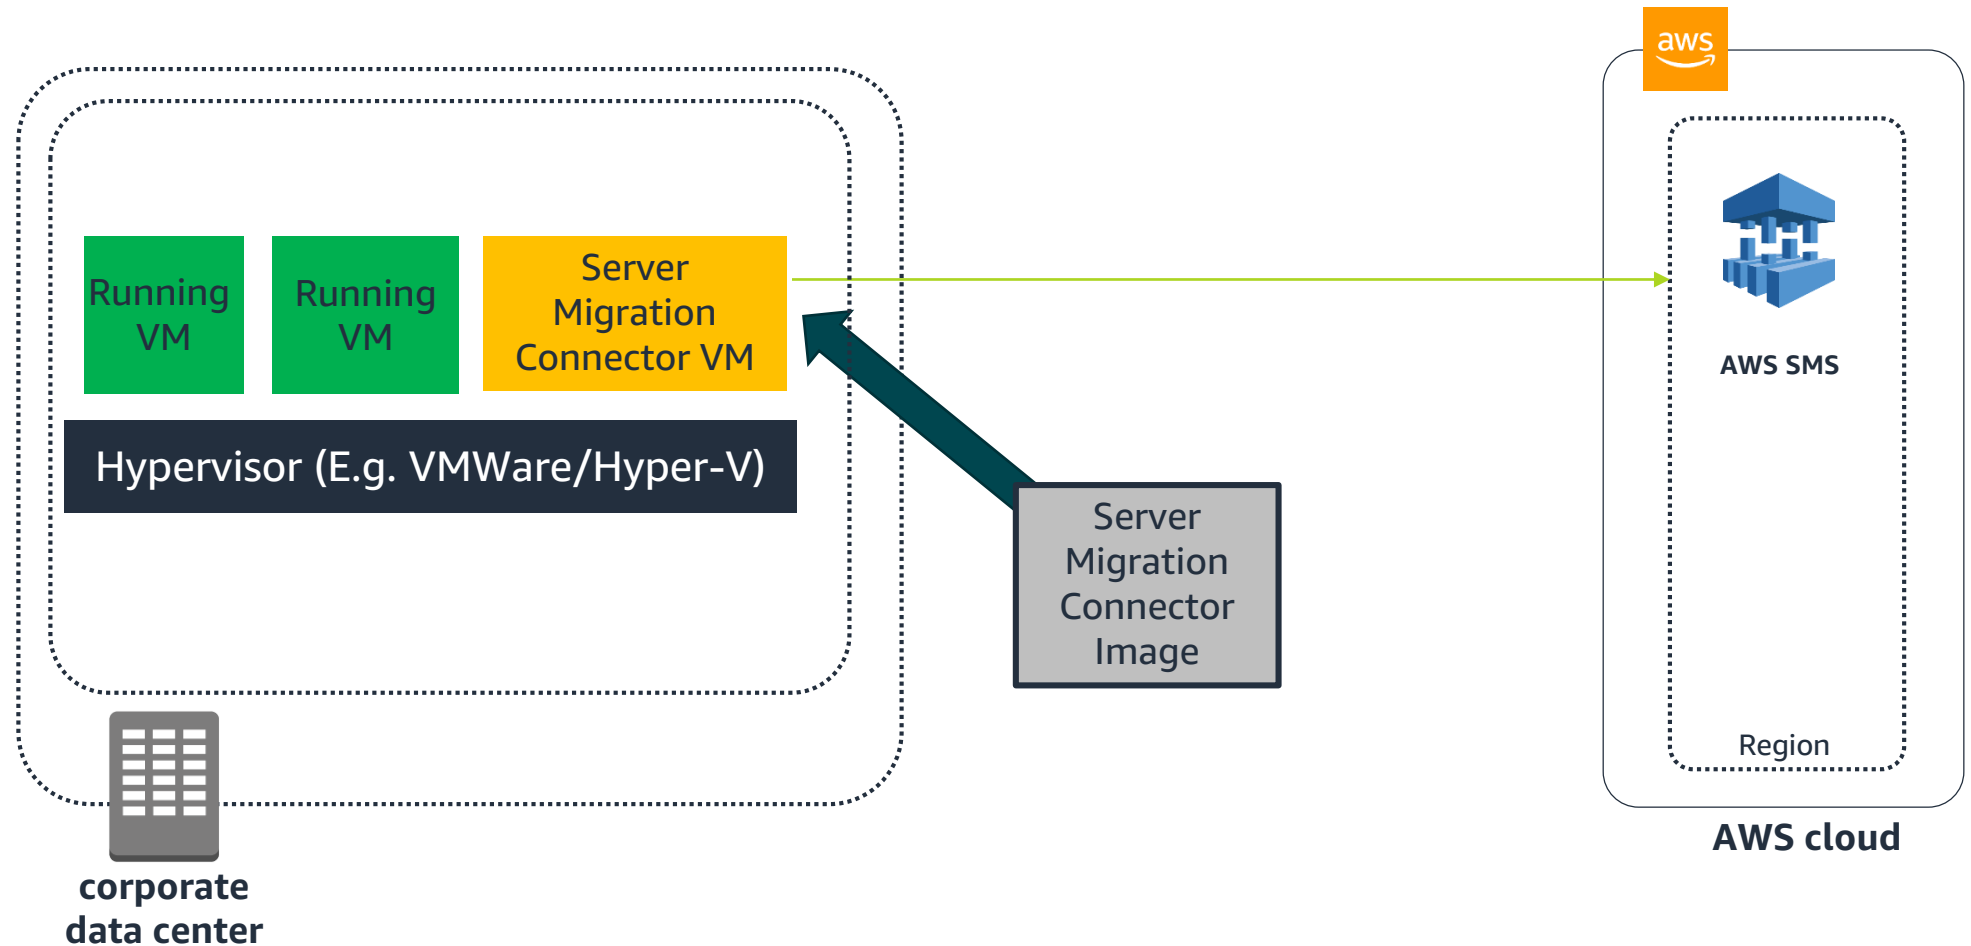 aws
Running
VM
Running
VM
Server
Migration
Connector VM
AWS SMS
Hypervisor (E.g. VMWare/Hyper-V)
Server
Migration
Connector
Image
Region
AWS cloud
corporate
data center